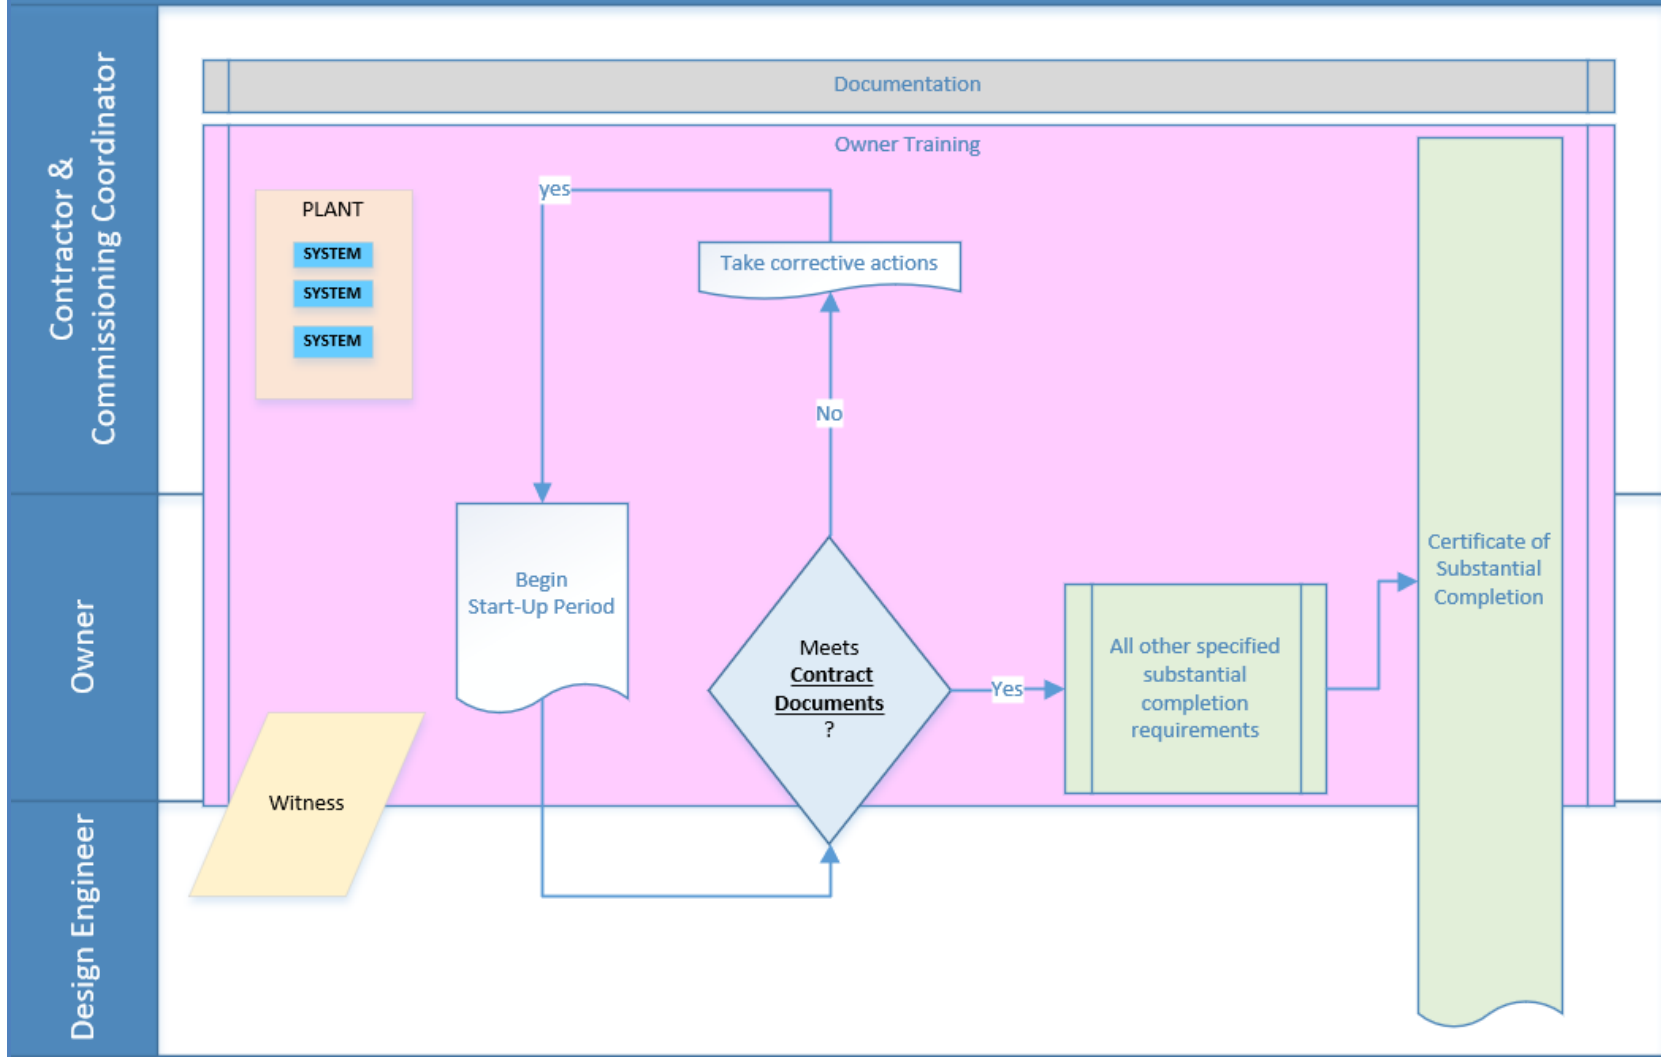 Contractor &
Commissioning Coordinator
Owner
Design Engineer
Documentation
Owner Training
PLANT
SYSTEM
SYSTEM
SYSTEM
yes
Take corrective actions
No
Begin
Start-Up Period
Meets
Contract
Documents
?
Yes
All other specified
substantial
completion
requirements
Certificate of
Substantial
Completion
Witness